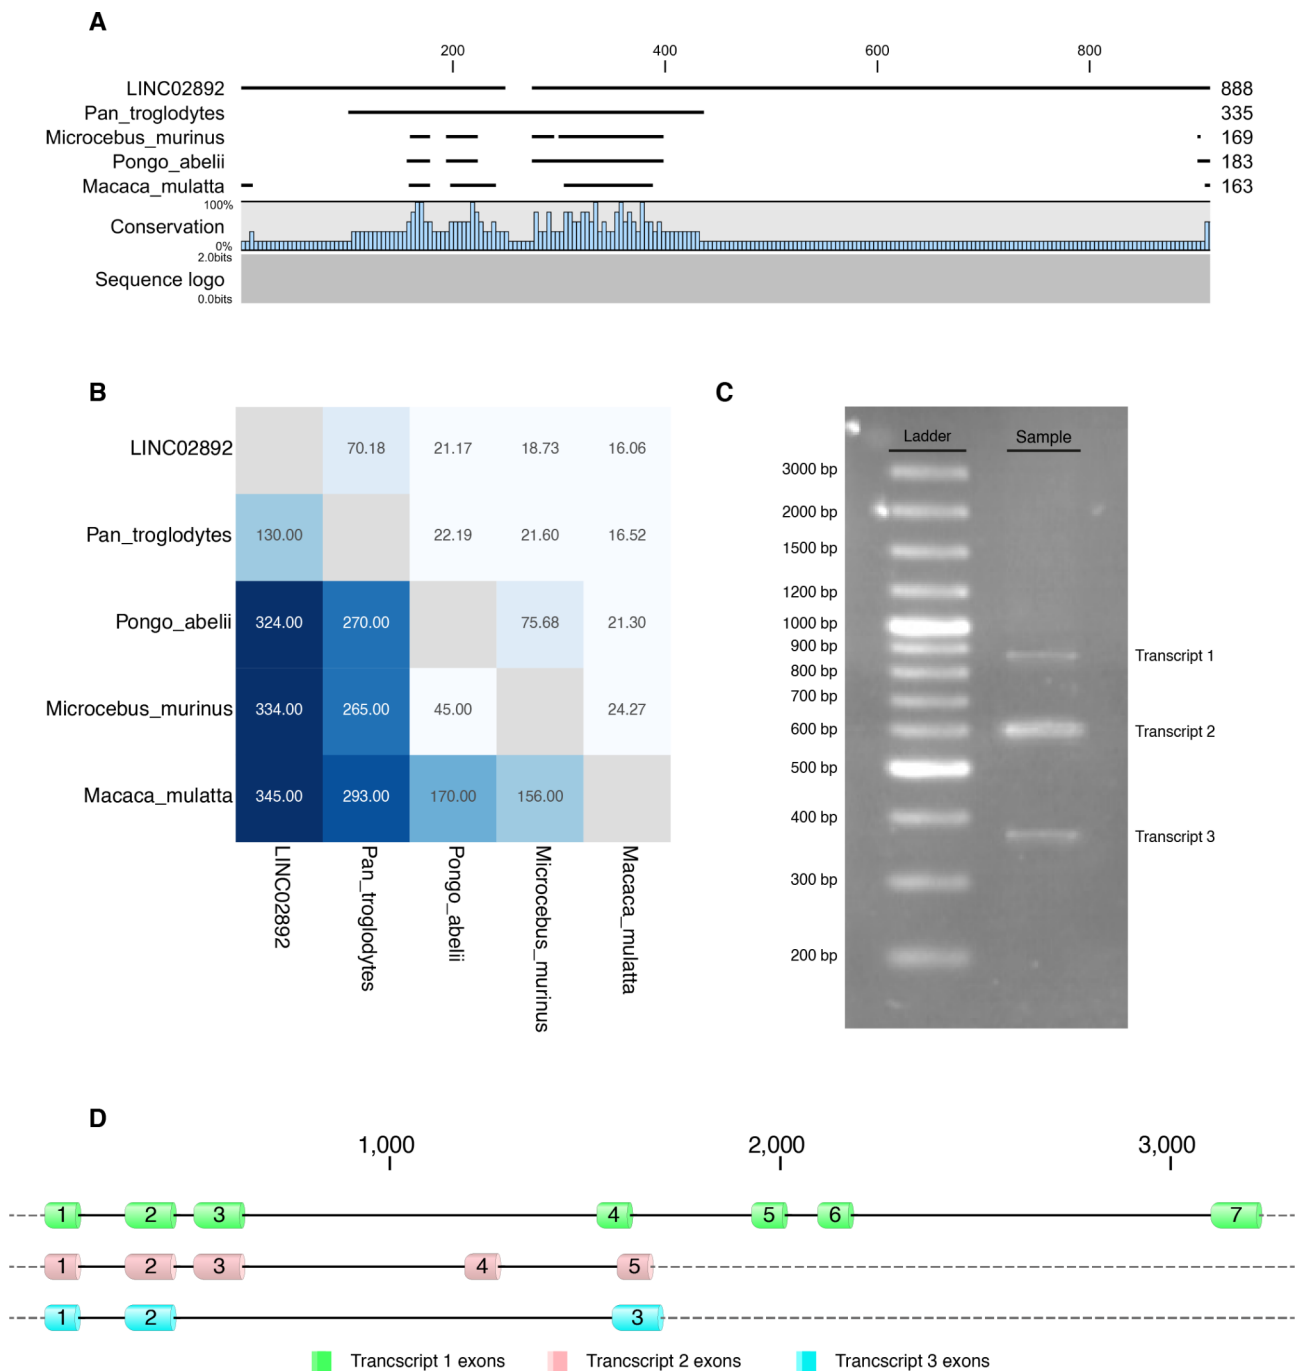 A
200 400 600 800
LINC02892 888
Pan_troglodytes 335
Microcebus_murinus 169
Pongo_abelii 183
Macaca_mulatta 163
100%
Conservation
0%
2.0bits
Sequence logo
0.0bits
B
LINC02892 70.18 21.17 18.73 16.06
Pan_troglodytes 130.00 22.19 21.60 16.52
Pongo_abelii 324.00 270.00 75.68 21.30
Microcebus_murinus 334.00 265.00 45.00 24.27
Macaca_mulatta 345.00 293.00 170.00 156.00
LINC02892
Pan_troglodytes
Pongo_abelii
Microcebus_murinus
Macaca_mulatta
C
Ladder Sample
3000 bp
2000 bp
1500 bp
1200 bp
1000 bp
900 bp
800 bp
700 bp
600 bp
500 bp
400 bp
300 bp
200 bp
Transcript 1
Transcript 2
Transcript 3
D
1,000 2,000 3,000
1 2 3 4 5 6 7
1 2 3 4 5
1 2 3
Trancscript 1 exons Trancscript 2 exons Trancscript 3 exons